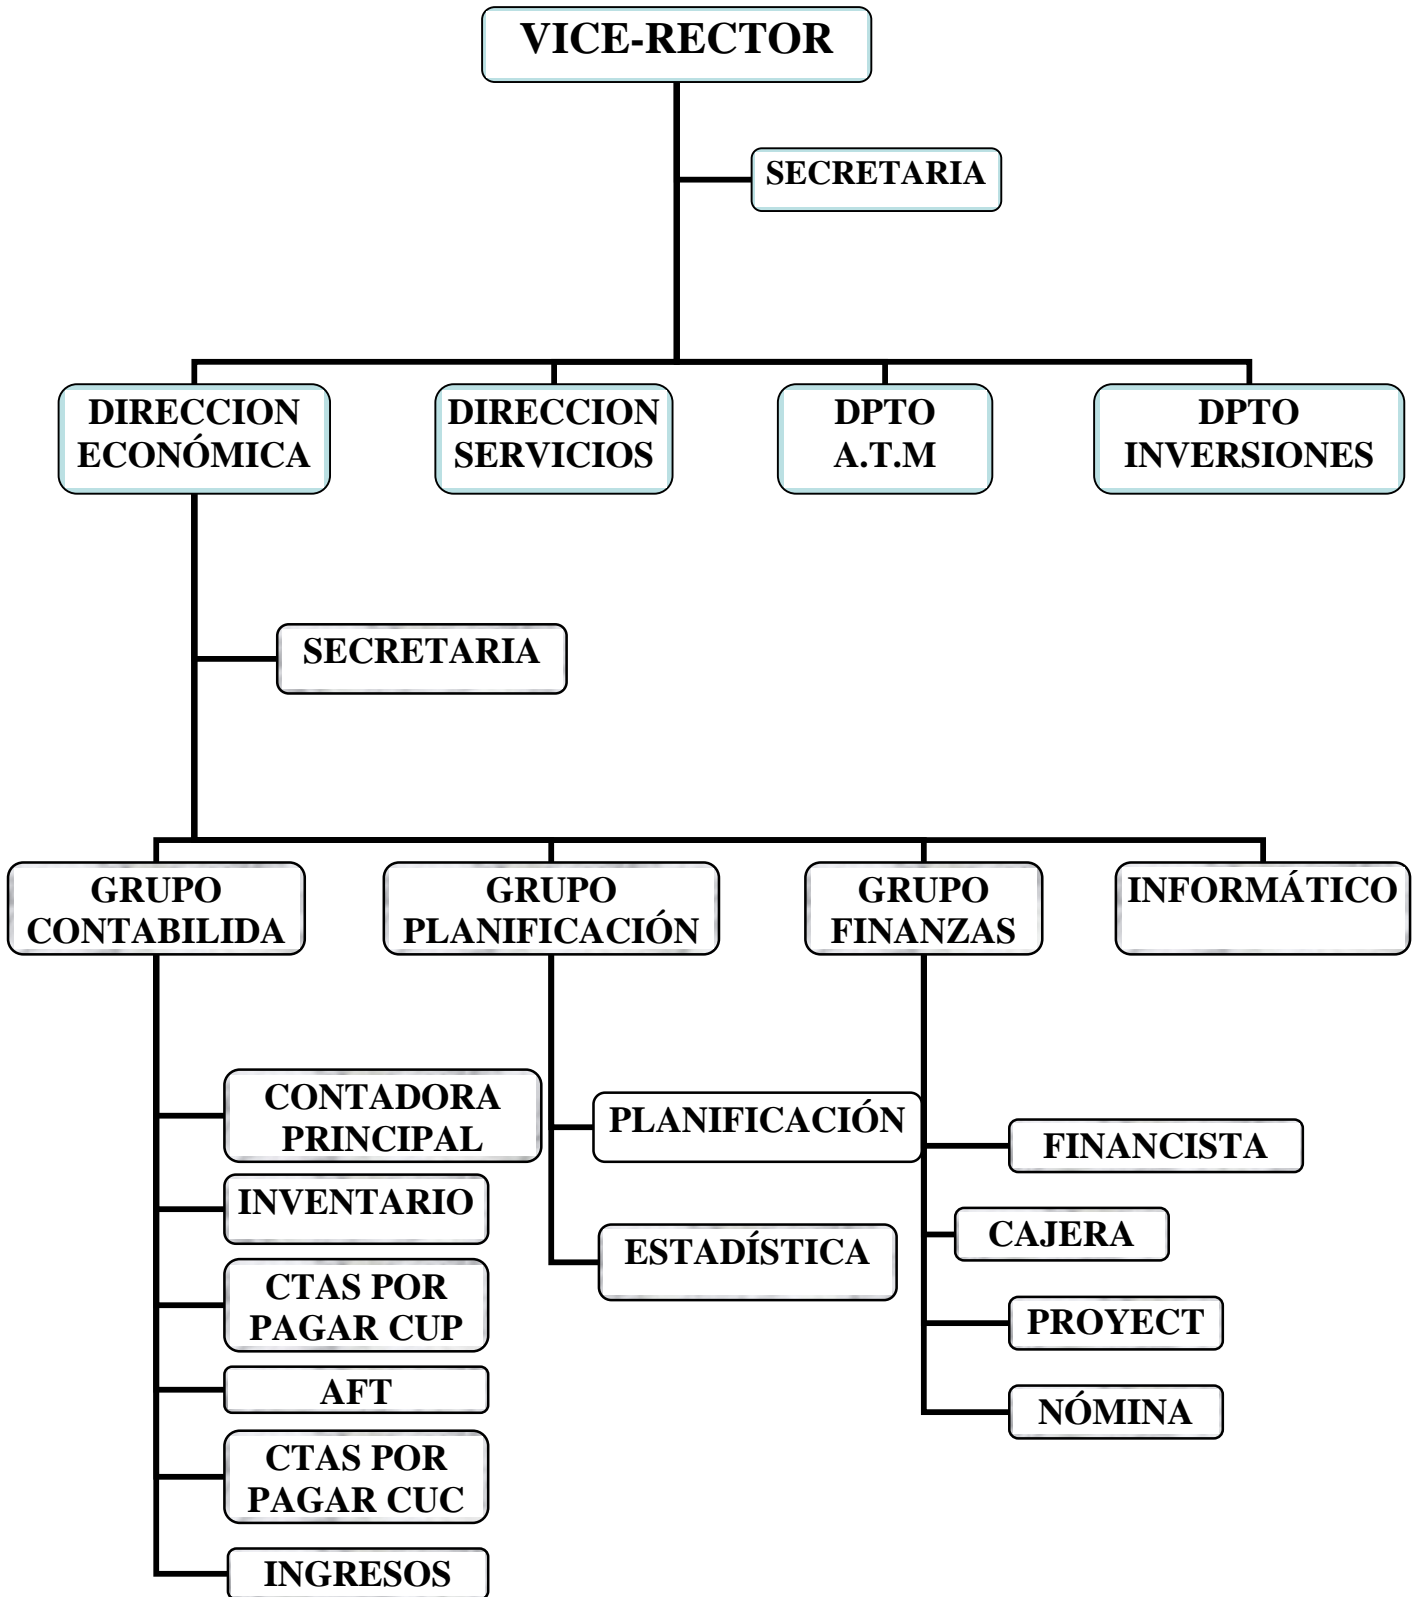 VICE-RECTOR
SECRETARIA
DIRECCION
ECONÓMICA
DIRECCION
SERVICIOS
DPTO
A.T.M
DPTO
INVERSIONES
SECRETARIA
GRUPO
CONTABILIDA
GRUPO
PLANIFICACIÓN
GRUPO
FINANZAS
INFORMÁTICO
CONTADORA
PRINCIPAL
INVENTARIO
CTAS POR
PAGAR CUP
AFT
CTAS POR
PAGAR CUC
INGRESOS
PLANIFICACIÓN
ESTADÍSTICA
FINANCISTA
CAJERA
PROYECT
NÓMINA